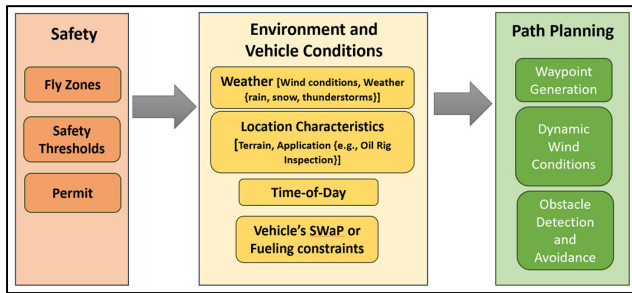 Safety
Fly Zones
Safety
Thresholds
Permit
Environment and
Vehicle Conditions
Weather [Wind conditions, Weather
{rain, snow, thunderstorms}]
Location Characteristics
[Terrain, Application {e.g., Oil Rig
Inspection}]
Time-of-Day
Vehicle's SWaP or
Fueling constraints
Path Planning
Waypoint
Generation
Dynamic
Wind
Conditions
Obstacle
Detection
and
Avoidance